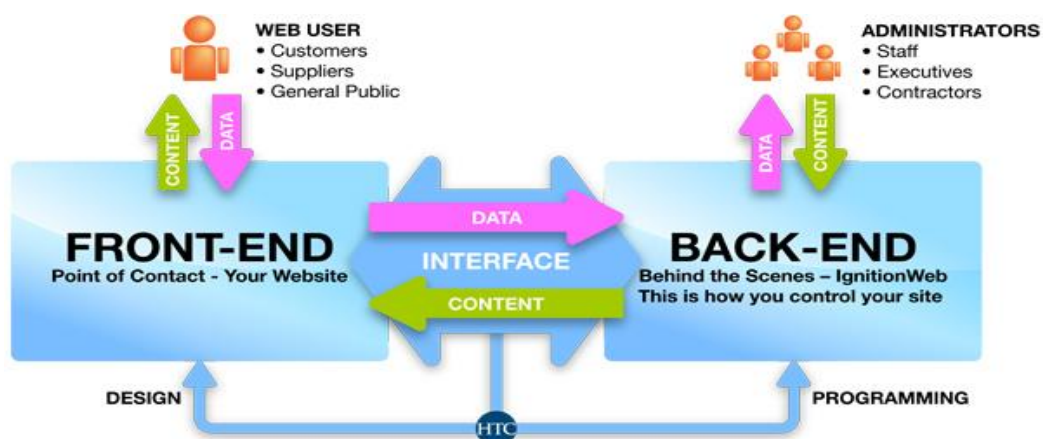 WEB USER
• Customers
• Suppliers
• General Public
ADMINISTRATORS
• Staff
• Executives
• Contractors
CONTENT
DATA
DATA
CONTENT
FRONT-END
Point of Contact - Your Website
DATA
INTERFACE
CONTENT
BACK-END
Behind the Scenes – IgnitionWeb
This is how you control your site
DESIGN
HTC
PROGRAMMING